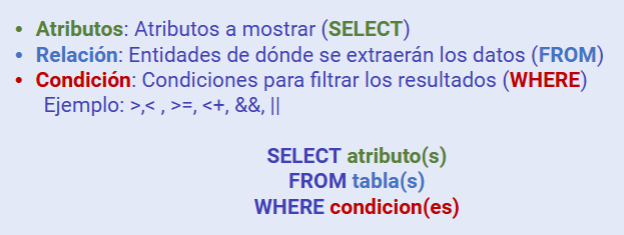 • Atributos: Atributos a mostrar (SELECT)
• Relación: Entidades de dónde se extraerán los datos (FROM)
• Condición: Condiciones para filtrar los resultados (WHERE)
Ejemplo: >,< , >=, <+, &&, ||
SELECT atributo(s)
FROM tabla(s)
WHERE condicion(es)